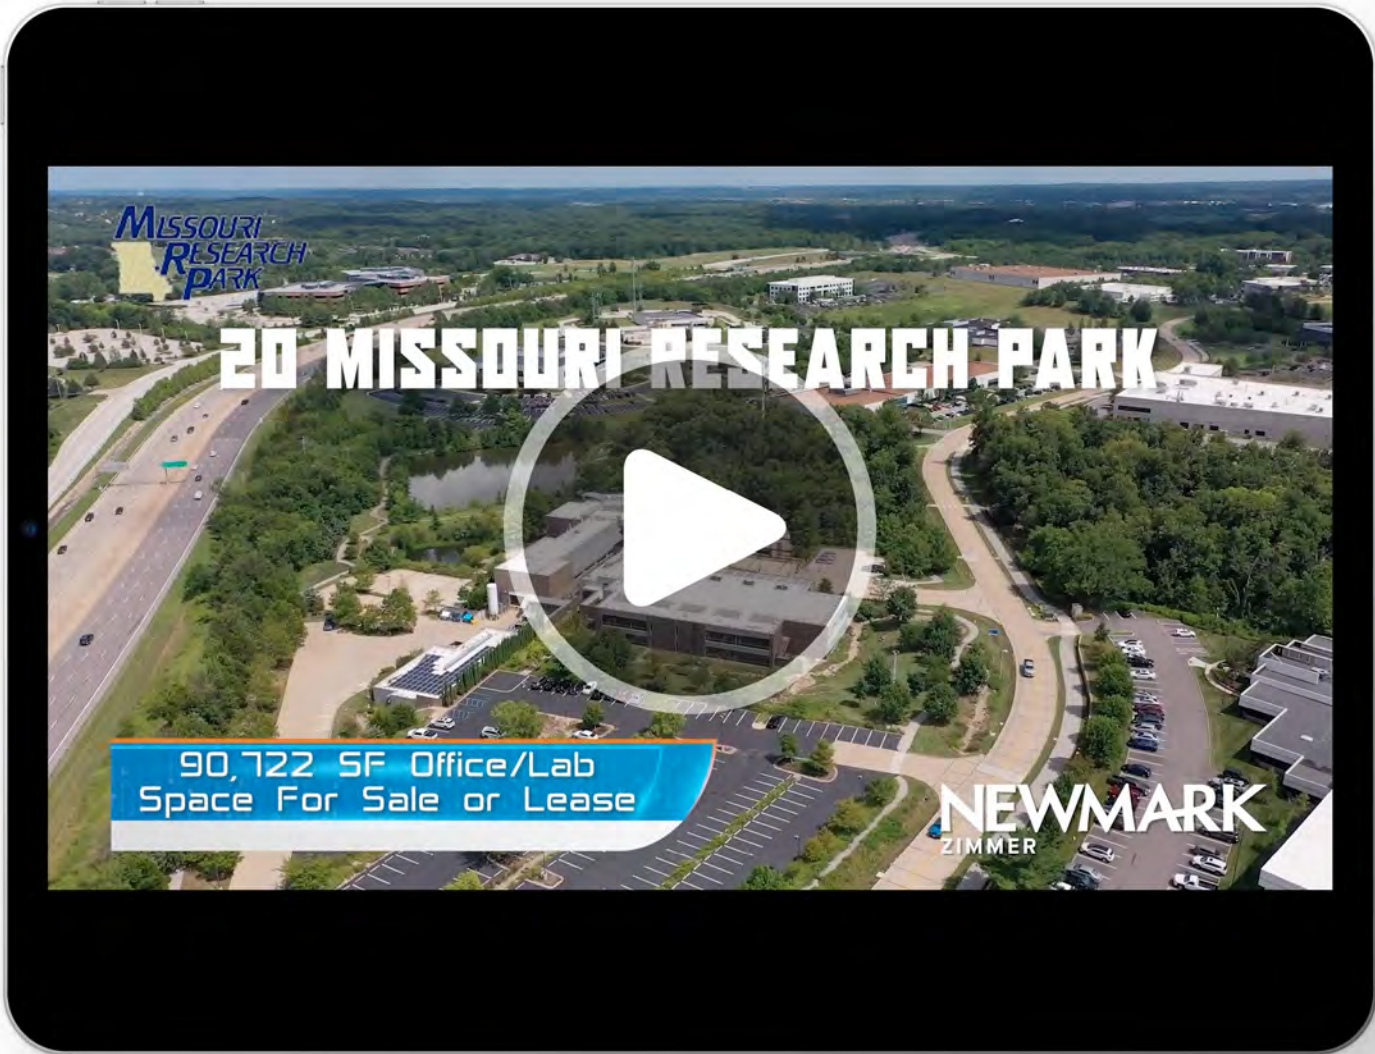 MISSOURI
RESEARCH
PARK
20 MISSOURI RESEARCH PARK
90,722 SF Office/Lab
Space For Sale or Lease
NEWMARK
ZIMMER